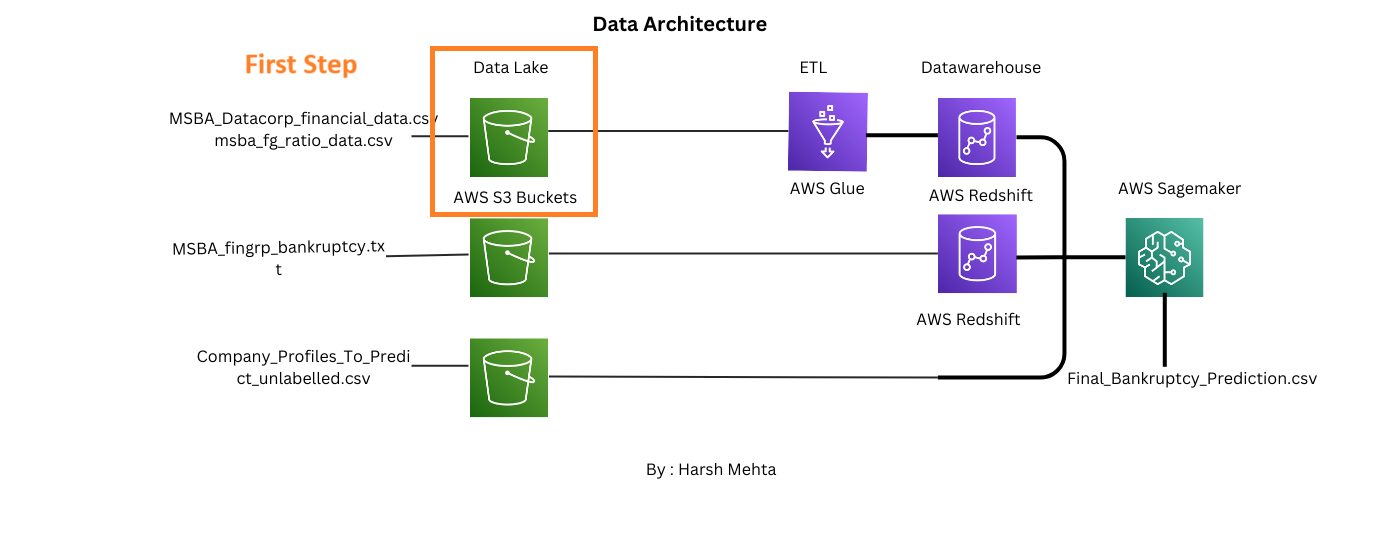 Data Architecture
First Step
Data Lake
ETL
Datawarehouse
MSBA_Datacorp_financial_data.csv
msba_fg_ratio_data.csv
AWS S3 Buckets
AWS Glue
AWS Redshift
AWS Sagemaker
MSBA_fingrp_bankruptcy.tx
t
AWS Redshift
Company_Profiles_To_Predi
ct_unlabelled.csv
Final_Bankruptcy_Prediction.csv
By : Harsh Mehta